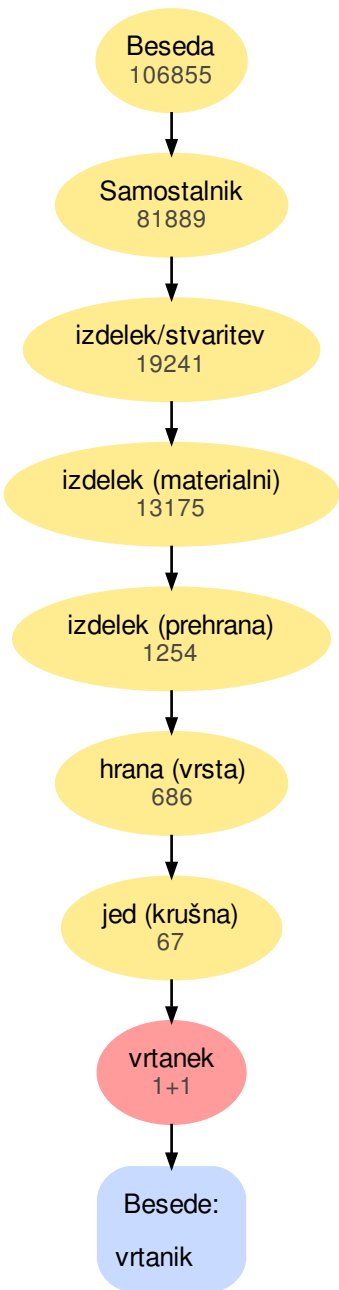 Beseda
106855
Samostalnik
81889
izdelek/stvaritev
19241
izdelek (materialni)
13175
izdelek (prehrana)
1254
hrana (vrsta)
686
jed (krušna)
67
vrtanek
1+1
Besede:
vrtanik